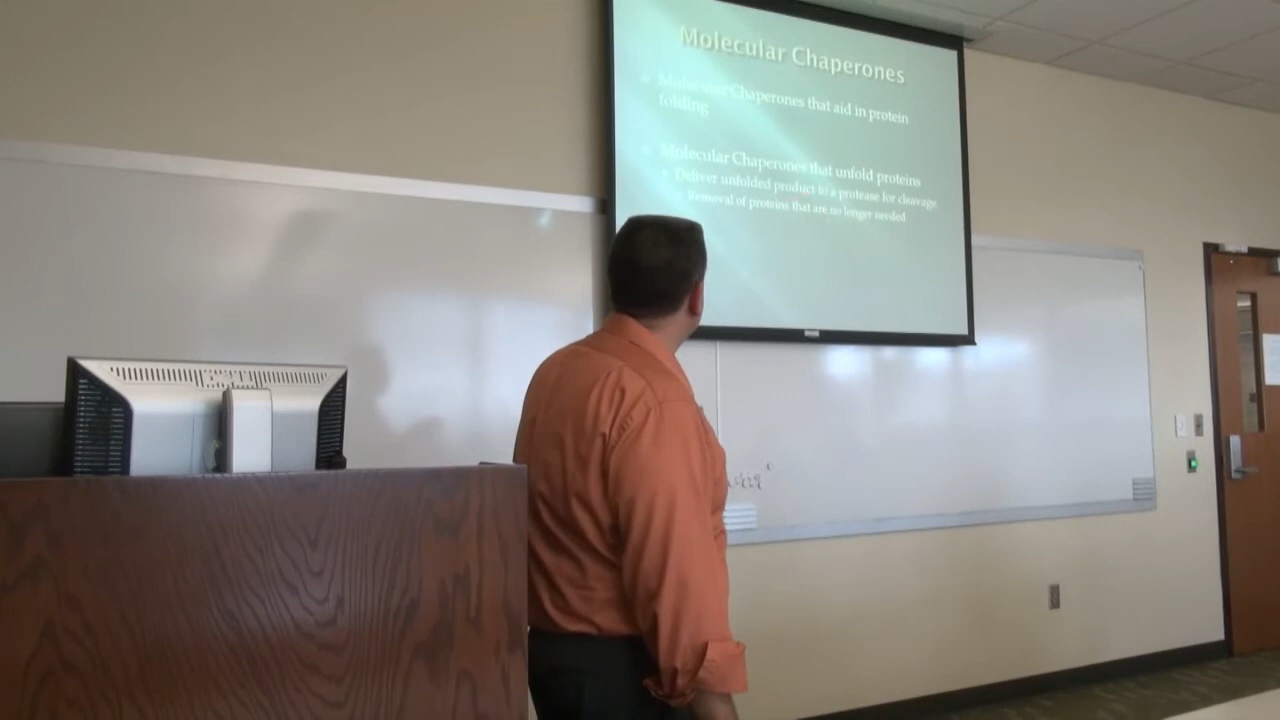 Molecular Chaperones
Molecular Chaperones that aid in protein
folding
Molecular Chaperones that unfold proteins
Deliver unfolded product to a protease for cleavage
Removal of proteins that are no longer needed